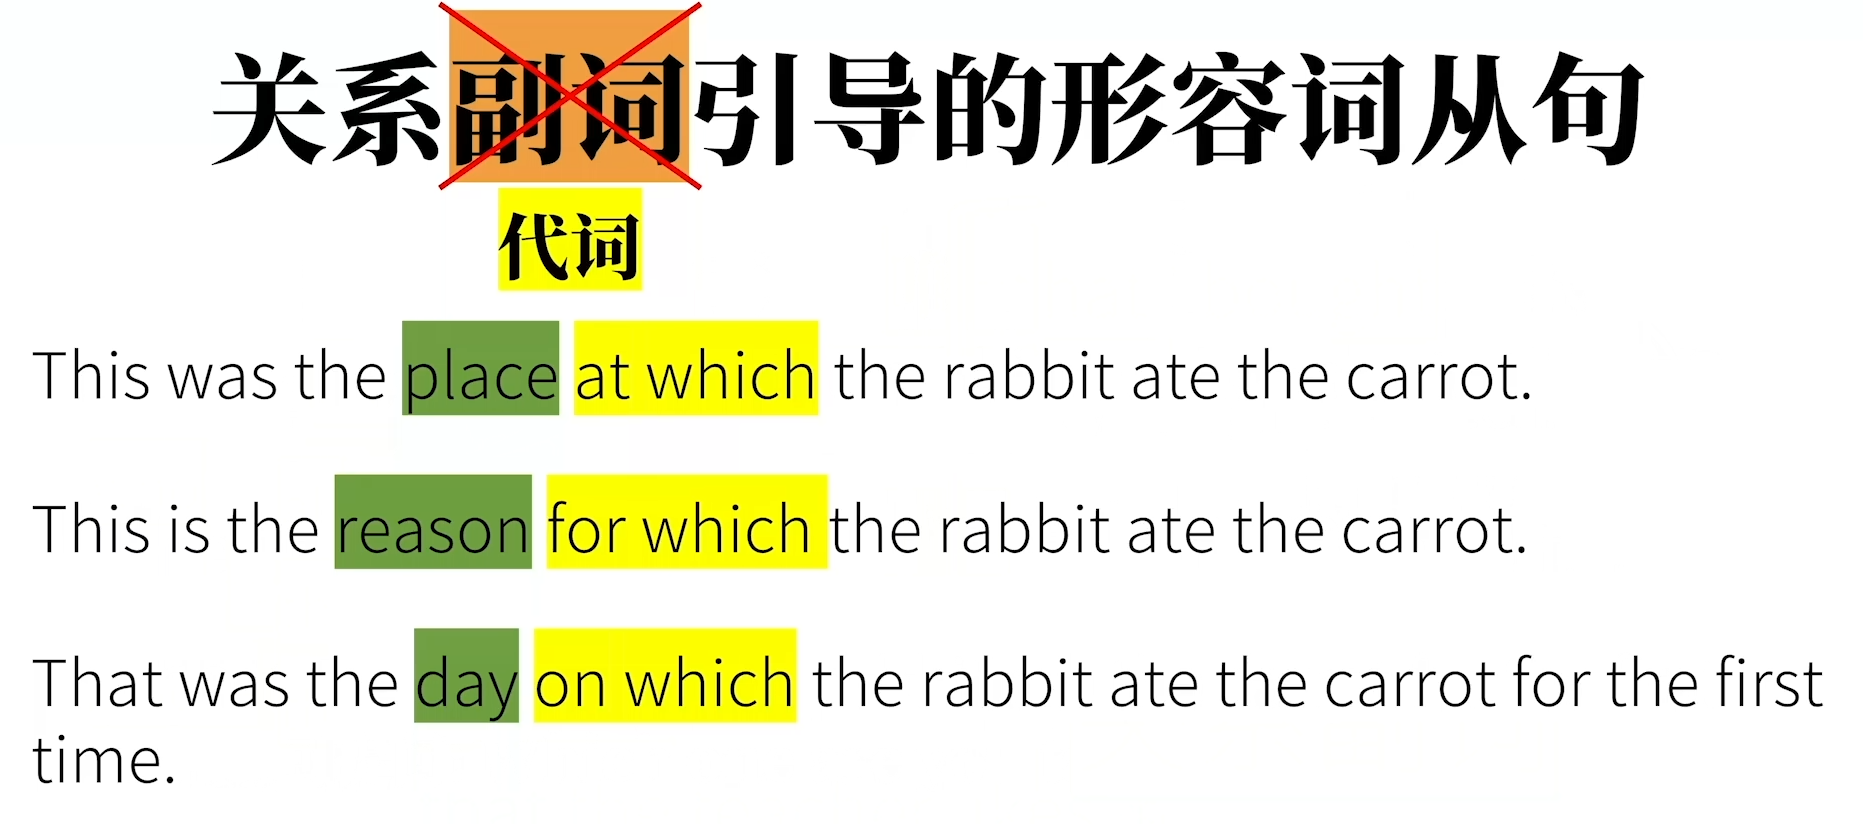 关系副词引导的形容词从句
代词
This was the place at which the rabbit ate the carrot.
This is the reason for which the rabbit ate the carrot.
That was the day on which the rabbit ate the carrot for the first
time.